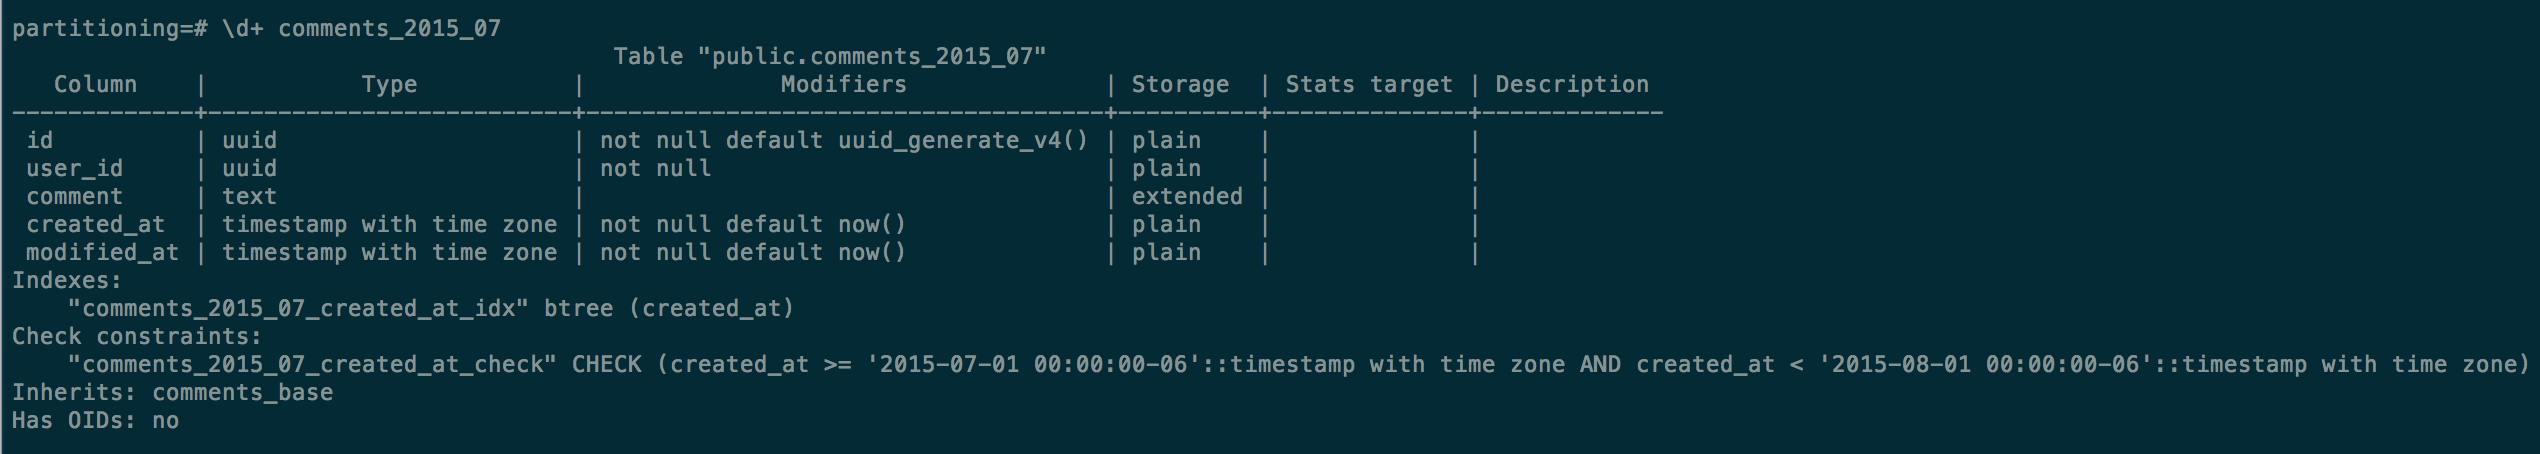 partitioning=# \d+ comments_2015_07
                                           Table "public.comments_2015_07"
   Column    |           Type           |              Modifiers              | Storage  | Stats target | Description
-------------+--------------------------+-------------------------------------+----------+--------------+-------------
 id          | uuid                     | not null default uuid_generate_v4() | plain    |              |
 user_id     | uuid                     | not null                            | plain    |              |
 comment     | text                     |                                     | extended |              |
 created_at  | timestamp with time zone | not null default now()              | plain    |              |
 modified_at | timestamp with time zone | not null default now()              | plain    |              |
Indexes:
    "comments_2015_07_created_at_idx" btree (created_at)
Check constraints:
    "comments_2015_07_created_at_check" CHECK (created_at >= '2015-07-01 00:00:00-06'::timestamp with time zone AND created_at < '2015-08-01 00:00:00-06'::timestamp with time zone)
Inherits: comments_base
Has OIDs: no